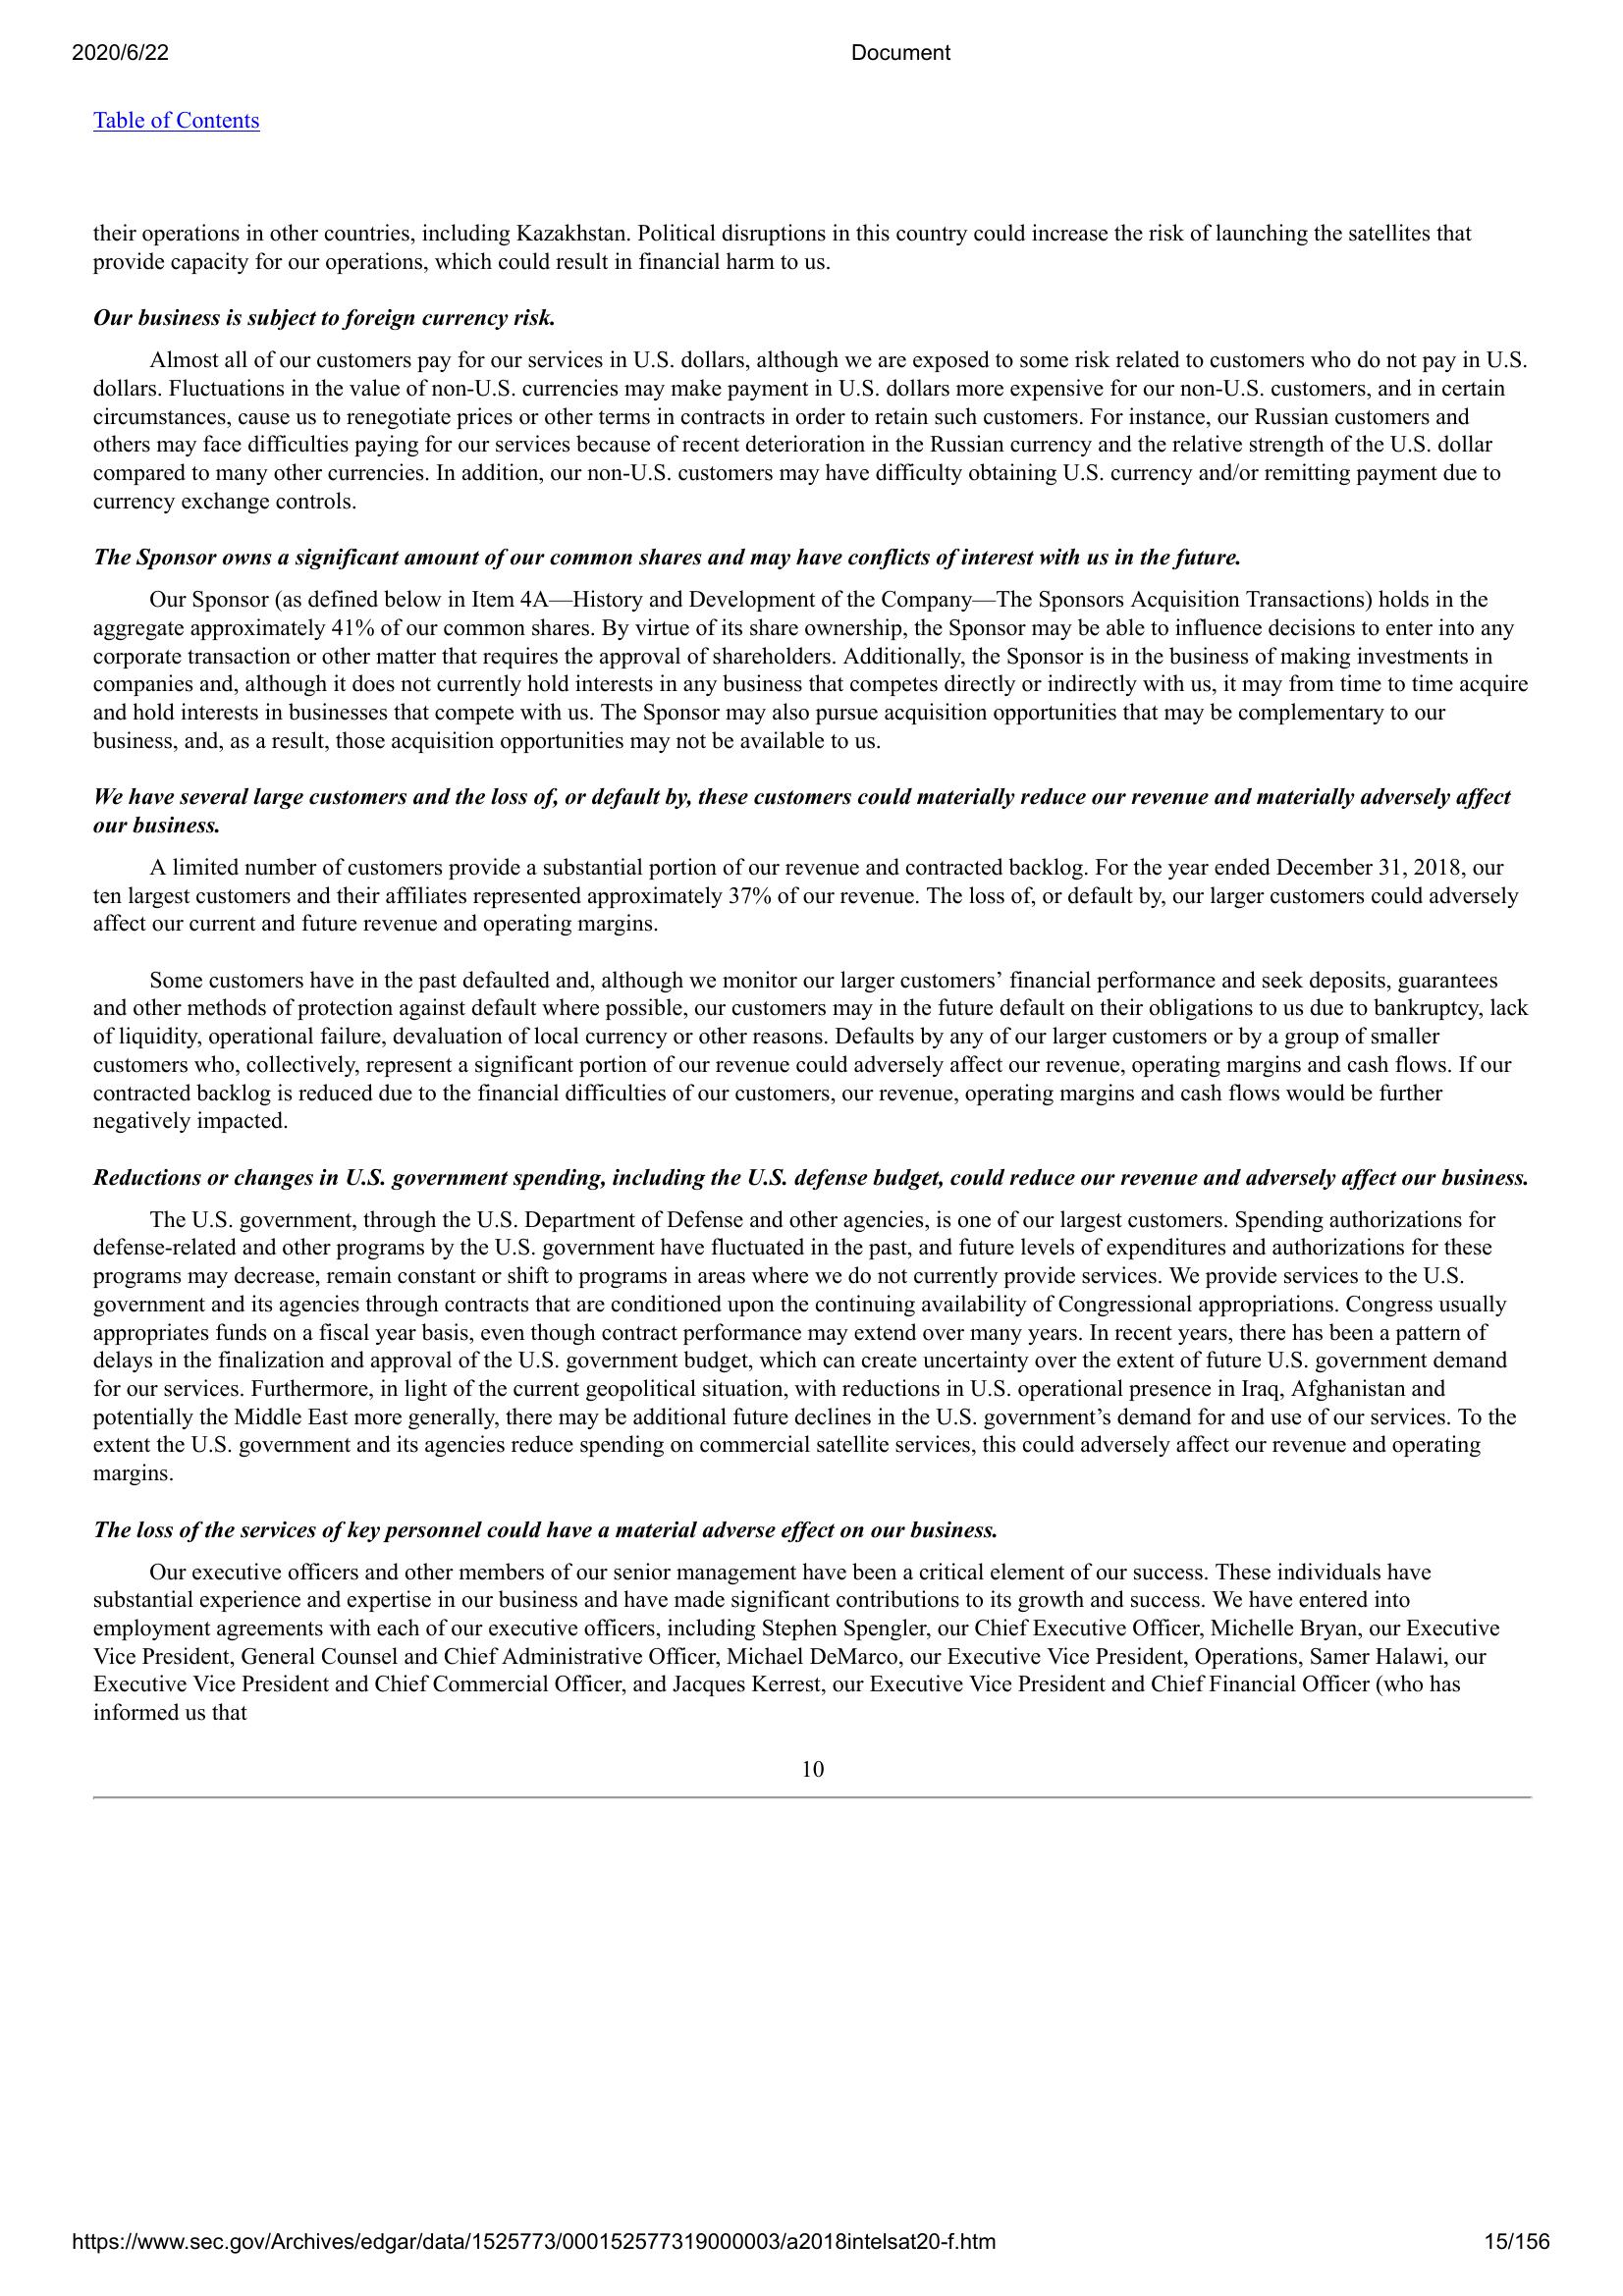 2020/6/22
Document
Table of Contents
their operations in other countries, including Kazakhstan. Political disruptions in this country could increase the risk of launching the satellites that
provide capacity for our operations, which could result in financial harm to us.
Our business is subject to foreign currency risk.
Almost all of our customers pay for our services in U.S. dollars, although we are exposed to some risk related to customers who do not pay in U.S.
dollars. Fluctuations in the value of non-U.S. currencies may make payment in U.S. dollars more expensive for our non-U.S. customers, and in certain
circumstances, cause us to renegotiate prices or other terms in contracts in order to retain such customers. For instance, our Russian customers and
others may face difficulties paying for our services because of recent deterioration in the Russian currency and the relative strength of the U.S. dollar
compared to many other currencies. In addition, our non-U.S. customers may have difficulty obtaining U.S. currency and/or remitting payment due to
currency exchange controls.
The Sponsor owns a significant amount of our common shares and may have conflicts of interest with us in the future.
Our Sponsor (as defined below in Item 4A—History and Development of the Company—The Sponsors Acquisition Transactions) holds in the
aggregate approximately 41% of our common shares. By virtue of its share ownership, the Sponsor may be able to influence decisions to enter into any
corporate transaction or other matter that requires the approval of shareholders. Additionally, the Sponsor is in the business of making investments in
companies and, although it does not currently hold interests in any business that competes directly or indirectly with us, it may from time to time acquire
and hold interests in businesses that compete with us. The Sponsor may also pursue acquisition opportunities that may be complementary to our
business, and, as a result, those acquisition opportunities may not be available to us.
We have several large customers and the loss of, or default by, these customers could materially reduce our revenue and materially adversely affect
our business.
A limited number of customers provide a substantial portion of our revenue and contracted backlog. For the year ended December 31, 2018, our
ten largest customers and their affiliates represented approximately 37% of our revenue. The loss of, or default by, our larger customers could adversely
affect our current and future revenue and operating margins.
Some customers have in the past defaulted and, although we monitor our larger customers’ financial performance and seek deposits, guarantees
and other methods of protection against default where possible, our customers may in the future default on their obligations to us due to bankruptcy, lack
of liquidity, operational failure, devaluation of local currency or other reasons. Defaults by any of our larger customers or by a group of smaller
customers who, collectively, represent a significant portion of our revenue could adversely affect our revenue, operating margins and cash flows. If our
contracted backlog is reduced due to the financial difficulties of our customers, our revenue, operating margins and cash flows would be further
negatively impacted.
Reductions or changes in U.S. government spending, including the U.S. defense budget, could reduce our revenue and adversely affect our business.
The U.S. government, through the U.S. Department of Defense and other agencies, is one of our largest customers. Spending authorizations for
defense-related and other programs by the U.S. government have fluctuated in the past, and future levels of expenditures and authorizations for these
programs may decrease, remain constant or shift to programs in areas where we do not currently provide services. We provide services to the U.S.
government and its agencies through contracts that are conditioned upon the continuing availability of Congressional appropriations. Congress usually
appropriates funds on a fiscal year basis, even though contract performance may extend over many years. In recent years, there has been a pattern of
delays in the finalization and approval of the U.S. government budget, which can create uncertainty over the extent of future U.S. government demand
for our services. Furthermore, in light of the current geopolitical situation, with reductions in U.S. operational presence in Iraq, Afghanistan and
potentially the Middle East more generally, there may be additional future declines in the U.S. government’s demand for and use of our services. To the
extent the U.S. government and its agencies reduce spending on commercial satellite services, this could adversely affect our revenue and operating
margins.
The loss of the services of key personnel could have a material adverse effect on our business.
Our executive officers and other members of our senior management have been a critical element of our success. These individuals have
substantial experience and expertise in our business and have made significant contributions to its growth and success. We have entered into
employment agreements with each of our executive officers, including Stephen Spengler, our Chief Executive Officer, Michelle Bryan, our Executive
Vice President, General Counsel and Chief Administrative Officer, Michael DeMarco, our Executive Vice President, Operations, Samer Halawi, our
Executive Vice President and Chief Commercial Officer, and Jacques Kerrest, our Executive Vice President and Chief Financial Officer (who has
informed us that
10
https://www.sec.gov/Archives/edgar/data/1525773/000152577319000003/a2018intelsat20-f.htm
15/156